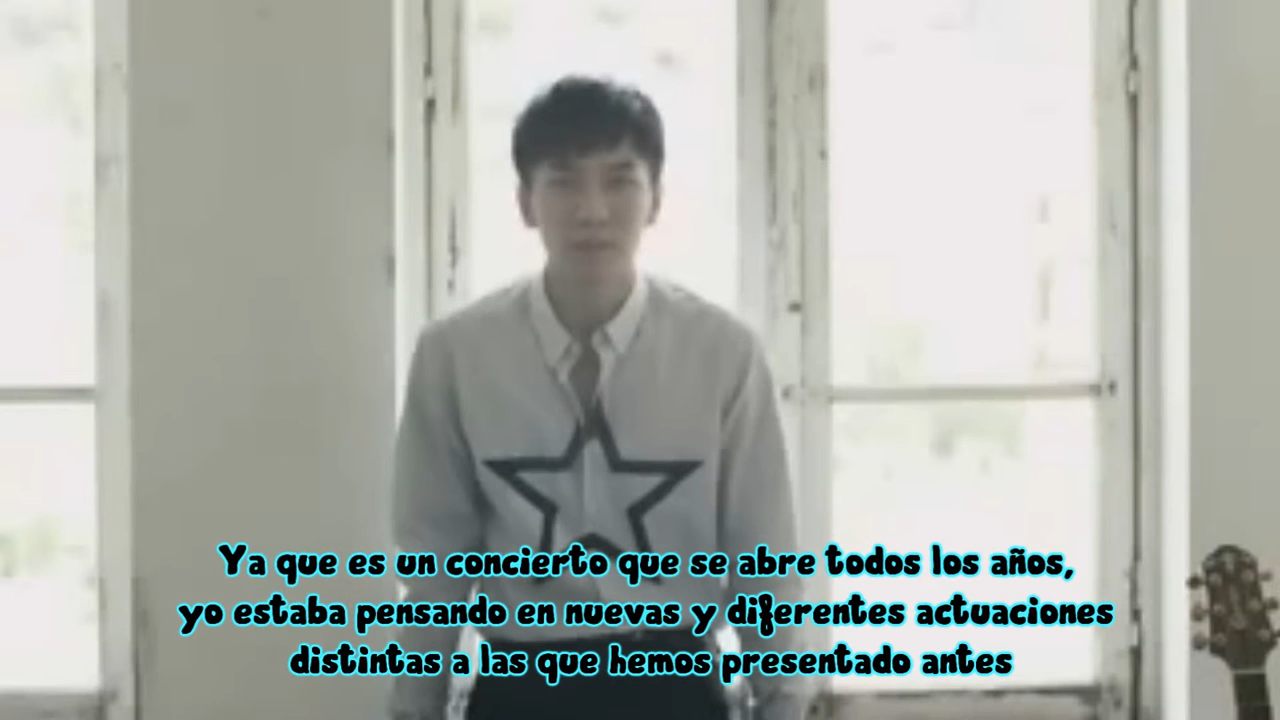 Ya que es un concierto que se abre todos los años,
yo estaba pensando en nuevas y diferentes actuaciones
distintas a las que hemos presentado antes